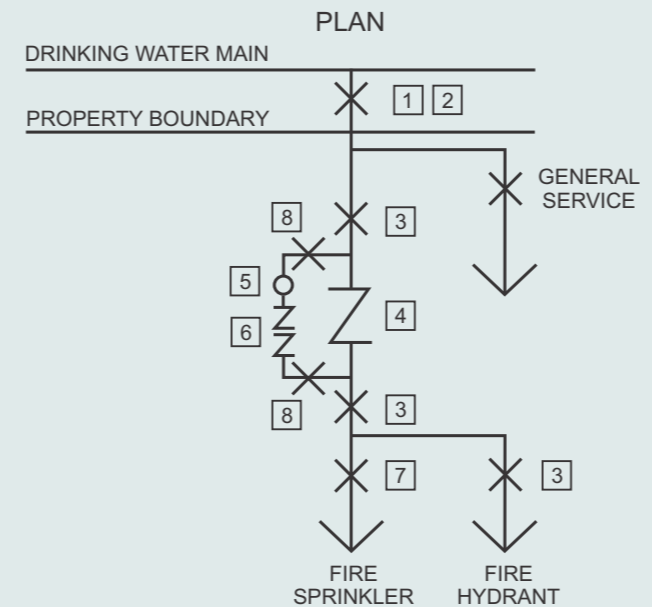 PLAN
DRINKING WATER MAIN
1 2
PROPERTY BOUNDARY
GENERAL
SERVICE
8
3
5
4
6
8
3
7
3
FIRE
SPRINKLER
FIRE
HYDRANT